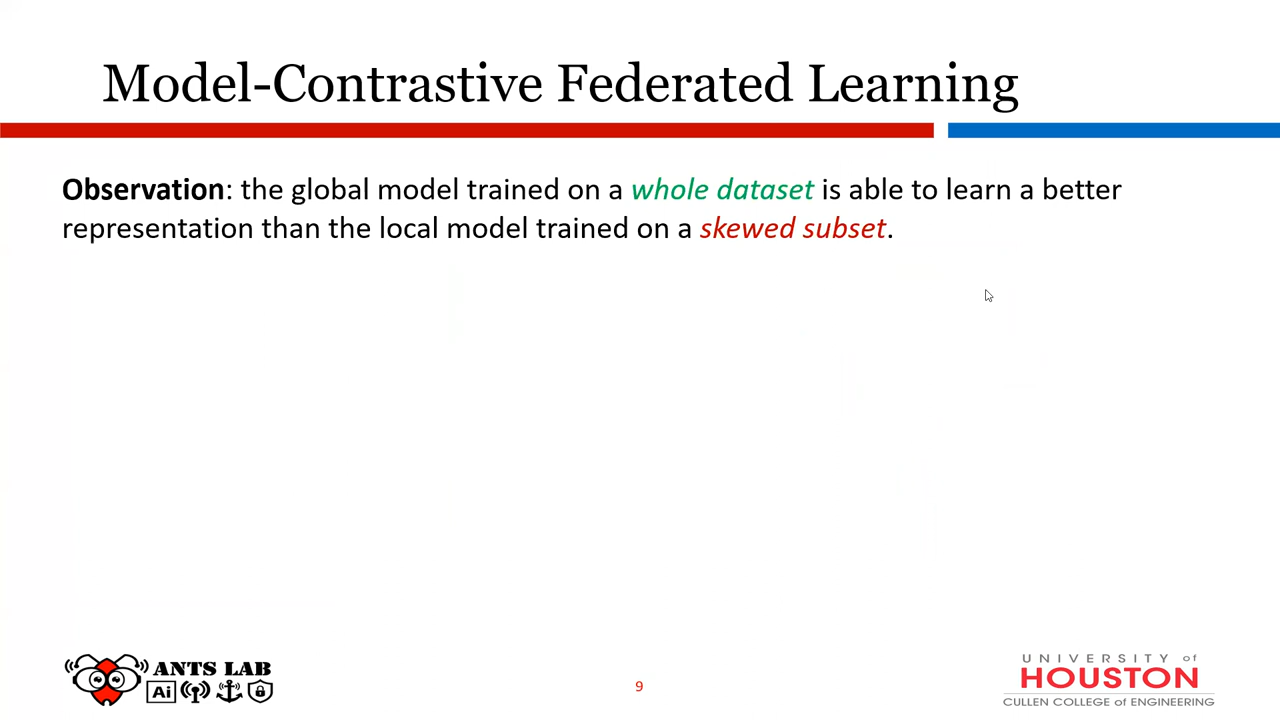 Model-Contrastive Federated Learning
Observation: the global model trained on a whole dataset is able to learn a better
representation than the local model trained on a skewed subset.
ANTS LAB
Ai
9
UNIVERSITY of
HOUSTON
CULLEN COLLEGE of ENGINEERING